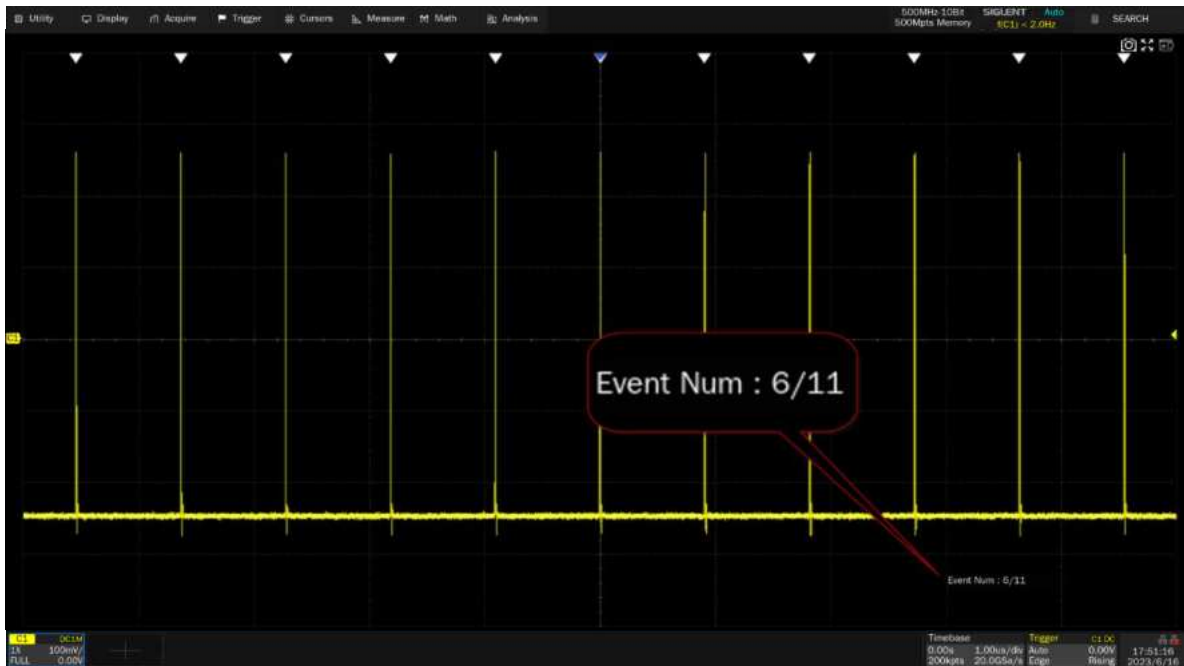 Utility Display Acquire Trigger Cursors Measure Math Analysis
500MHz 10Bit SIGLENT Auto SEARCH
500Mpts Memory f(C1) < 2.0Hz
C1
Event Num : 6/11
Event Num : 6/11
C1 DC1M
1X 100mV/
FULL 0.00V
Timebase Trigger C1 DC
0.00s 1.00us/div Auto 0.00V 17:51:16
200kpts 20.0GSa/s Edge Rising 2023/6/16